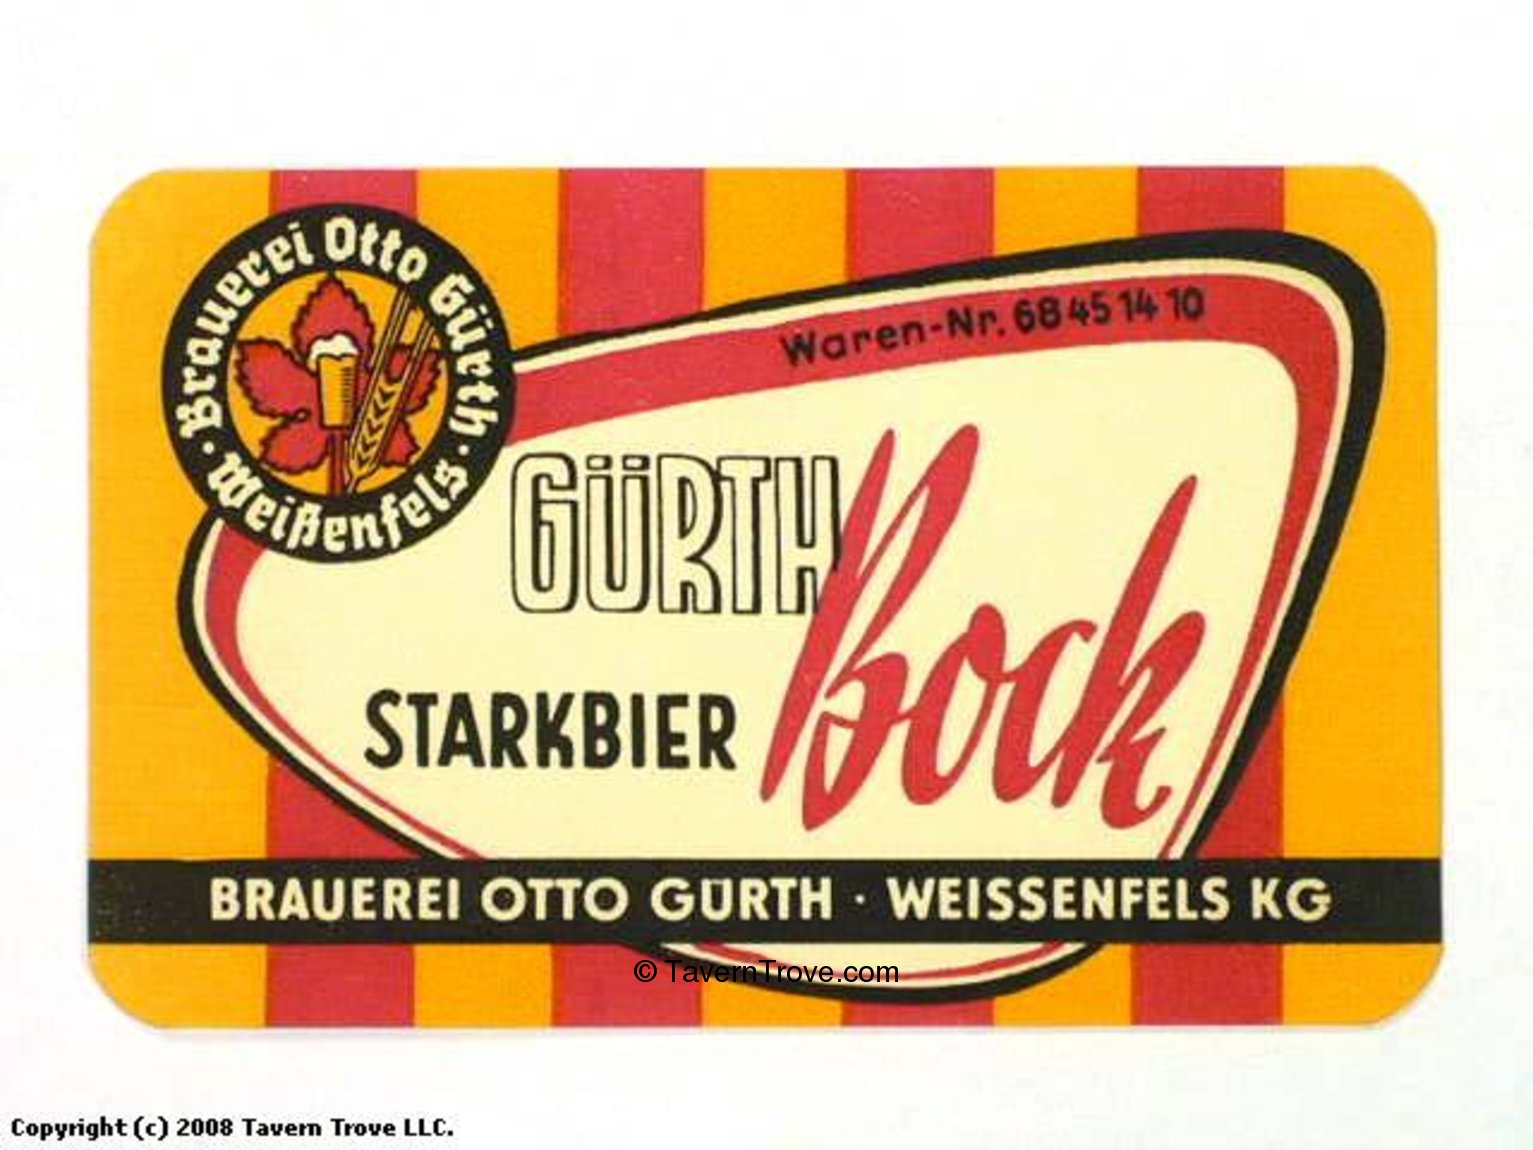 Brauerei Otto Gürth
· Weißenfels ·
Waren-Nr. 68 45 14 10
GÜRTH
Bock
STARKBIER
BRAUEREI OTTO GÜRTH · WEISSENFELS KG
© TavernTrove.com
Copyright (c) 2008 Tavern Trove LLC.